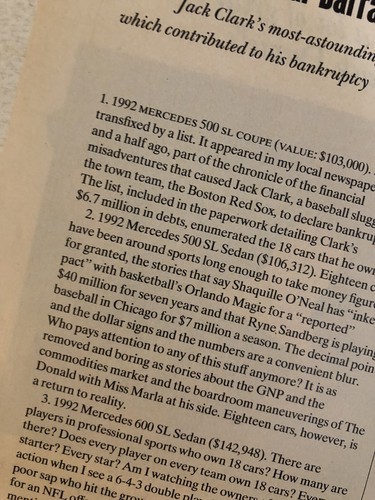 Jack Clark's most-astoundin
which contributed to his bankruptcy
1. 1992 MERCEDES 500 SL COUPE (VALUE: $103,000).
transfixed by a list. It appeared in my local newspape
and a half ago, part of the chronicle of the financial
misadventures that caused Jack Clark, a baseball slugg
the town team, the Boston Red Sox, to declare bankru
The list, included in the paperwork detailing Clark's
$6.7 million in debts, enumerated the 18 cars that he ow
2. 1992 Mercedes 500 SL Sedan ($106,312). Eighteen c
have been around sports long enough to take money figur
for granted, the stories that say Shaquille O'Neal has "inke
pact" with basketball's Orlando Magic for a "reported"
$40 million for seven years and that Ryne Sandberg is playing
baseball in Chicago for $7 million a season. The decimal poin
and the dollar signs and the numbers are a convenient blur.
Who pays attention to any of this stuff anymore? It is as
removed and boring as stories about the GNP and the
commodities market and the boardroom maneuverings of The
Donald with Miss Marla at his side. Eighteen cars, however, is
a return to reality.
3. 1992 Mercedes 600 SL Sedan ($142,948). There are
players in professional sports who own 18 cars? How many are
there? Does every player on every team own 18 cars? Ever
starter? Every star? Am I watching the owners of
action when I see a 6-4-3 double pla
poor sap who hit the grou
for an NFL offi